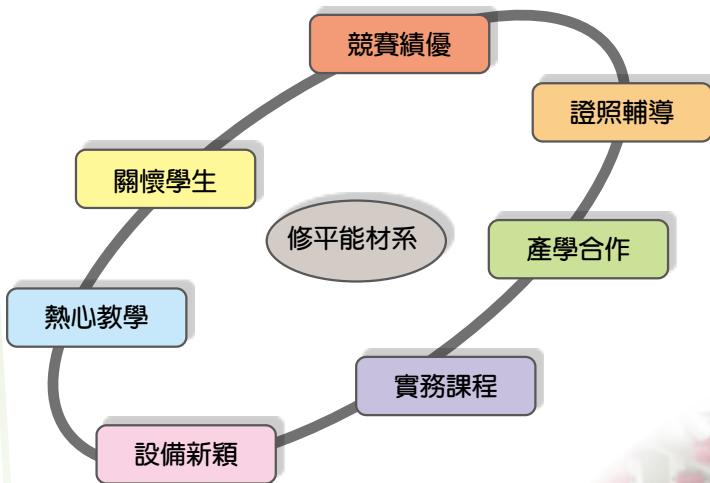 競賽績優
證照輔導
關懷學生
修平能材系
產學合作
熱心教學
實務課程
設備新穎